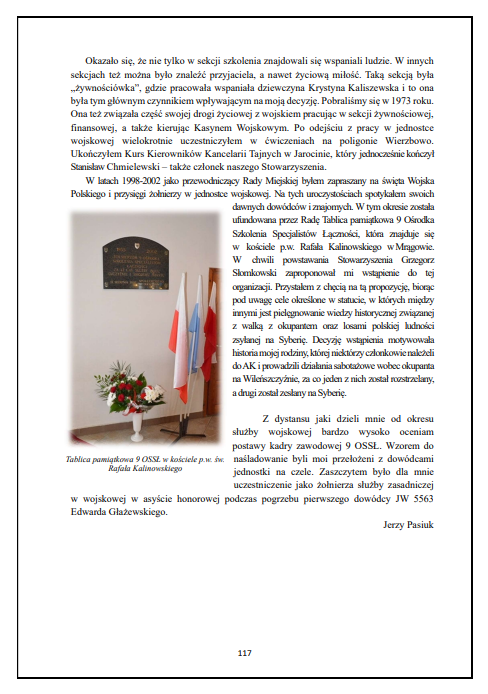 Okazało się, że nie tylko w sekcji szkolenia znajdowali się wspaniali ludzie. W innych
sekcjach też można było znaleźć przyjaciela, a nawet życiową miłość. Taką sekcją była
„żywnościówka”, gdzie pracowała wspaniała dziewczyna Krystyna Kaliszewska i to ona
była tym głównym czynnikiem wpływającym na moją decyzję. Pobraliśmy się w 1973 roku.
Ona też związała część swojej drogi życiowej z wojskiem pracując w sekcji żywnościowej,
finansowej, a także kierując Kasynem Wojskowym. Po odejściu z pracy w jednostce
wojskowej wielokrotnie uczestniczyłem w ćwiczeniach na poligonie Wierzbowo.
Ukończyłem Kurs Kierowników Kancelarii Tajnych w Jarocinie, który jednocześnie kończył
Stanisław Chmielewski – także członek naszego Stowarzyszenia.
W latach 1998-2002 jako przewodniczący Rady Miejskiej byłem zapraszany na święta Wojska
Polskiego i przysięgi żołnierzy w jednostce wojskowej. Na tych uroczystościach spotykałem swoich
dawnych dowódców i znajomych. W tym okresie została
ufundowana przez Radę Tablica pamiątkowa 9 Ośrodka
Szkolenia Specjalistów Łączności, która znajduje się
w kościele p.w. Rafała Kalinowskiego w Mrągowie.
W chwili powstawania Stowarzyszenia Grzegorz
Słomkowski zaproponował mi wstąpienie do tej
organizacji. Przystałem z chęcią na tą propozycję, biorąc
pod uwagę cele określone w statucie, w których między
innymi jest pielęgnowanie wiedzy historycznej związanej
z walką z okupantem oraz losami polskiej ludności
zsyłanej na Syberię. Decyzję wstąpienia motywowała
historia mojej rodziny, której niektórzy członkowie należeli
do AK i prowadzili działania sabotażowe wobec okupanta
na Wileńszczyźnie, za co jeden z nich został rozstrzelany,
a drugi został zesłany na Syberię.
Z dystansu jaki dzieli mnie od okresu
służby wojskowej bardzo wysoko oceniam
postawy kadry zawodowej 9 OSSŁ. Wzorem do
naśladowanie byli moi przełożeni z dowódcami
jednostki na czele. Zaszczytem było dla mnie
uczestniczenie jako żołnierza służby zasadniczej
w wojskowej w asyście honorowej podczas pogrzebu pierwszego dowódcy JW 5563
Edwarda Głażewskiego.
Jerzy Pasiuk
Tablica pamiątkowa 9 OSSŁ w kościele p.w. św.
Rafała Kalinowskiego
117